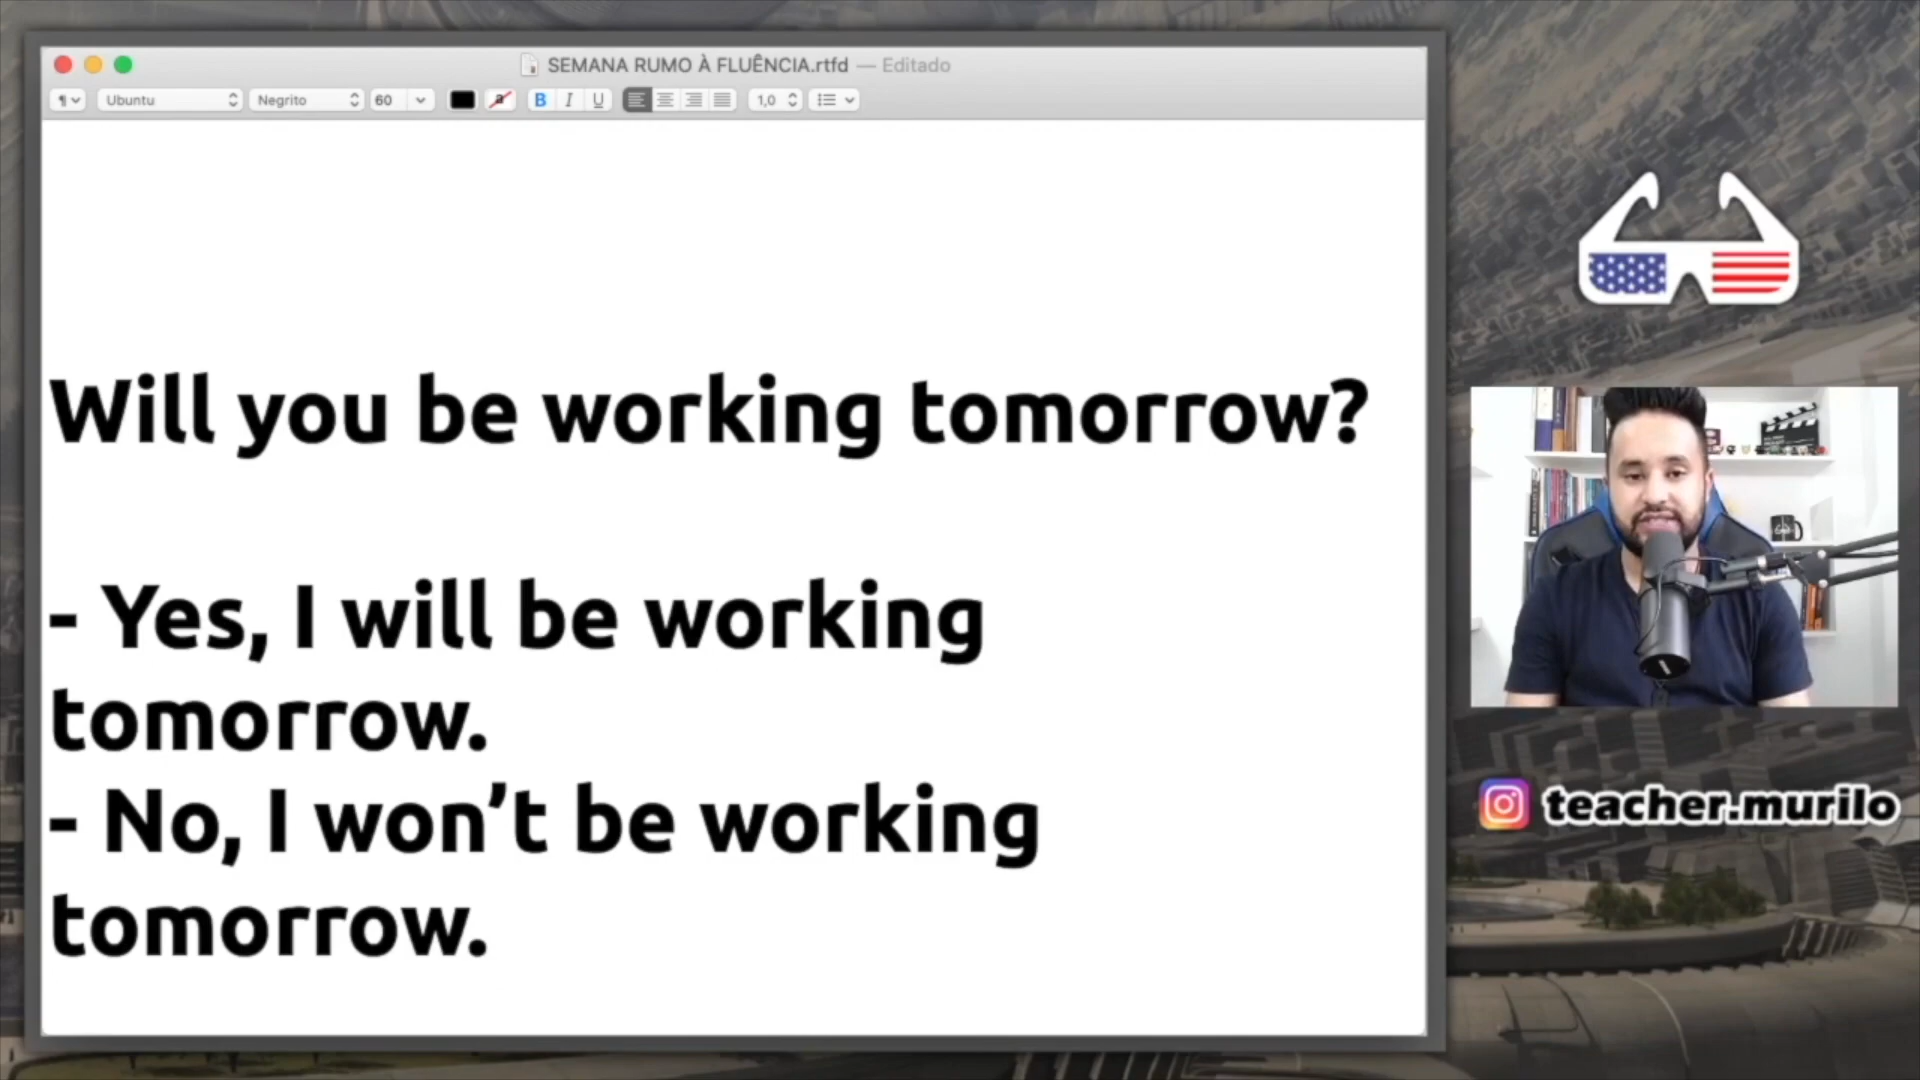 SEMANA RUMO À FLUÊNCIA.rtfd — Editado
¶ Ubuntu Negrito 60 a B I U 1,0
Will you be working tomorrow?
- Yes, I will be working
tomorrow.
- No, I won’t be working
tomorrow.
teacher.murilo